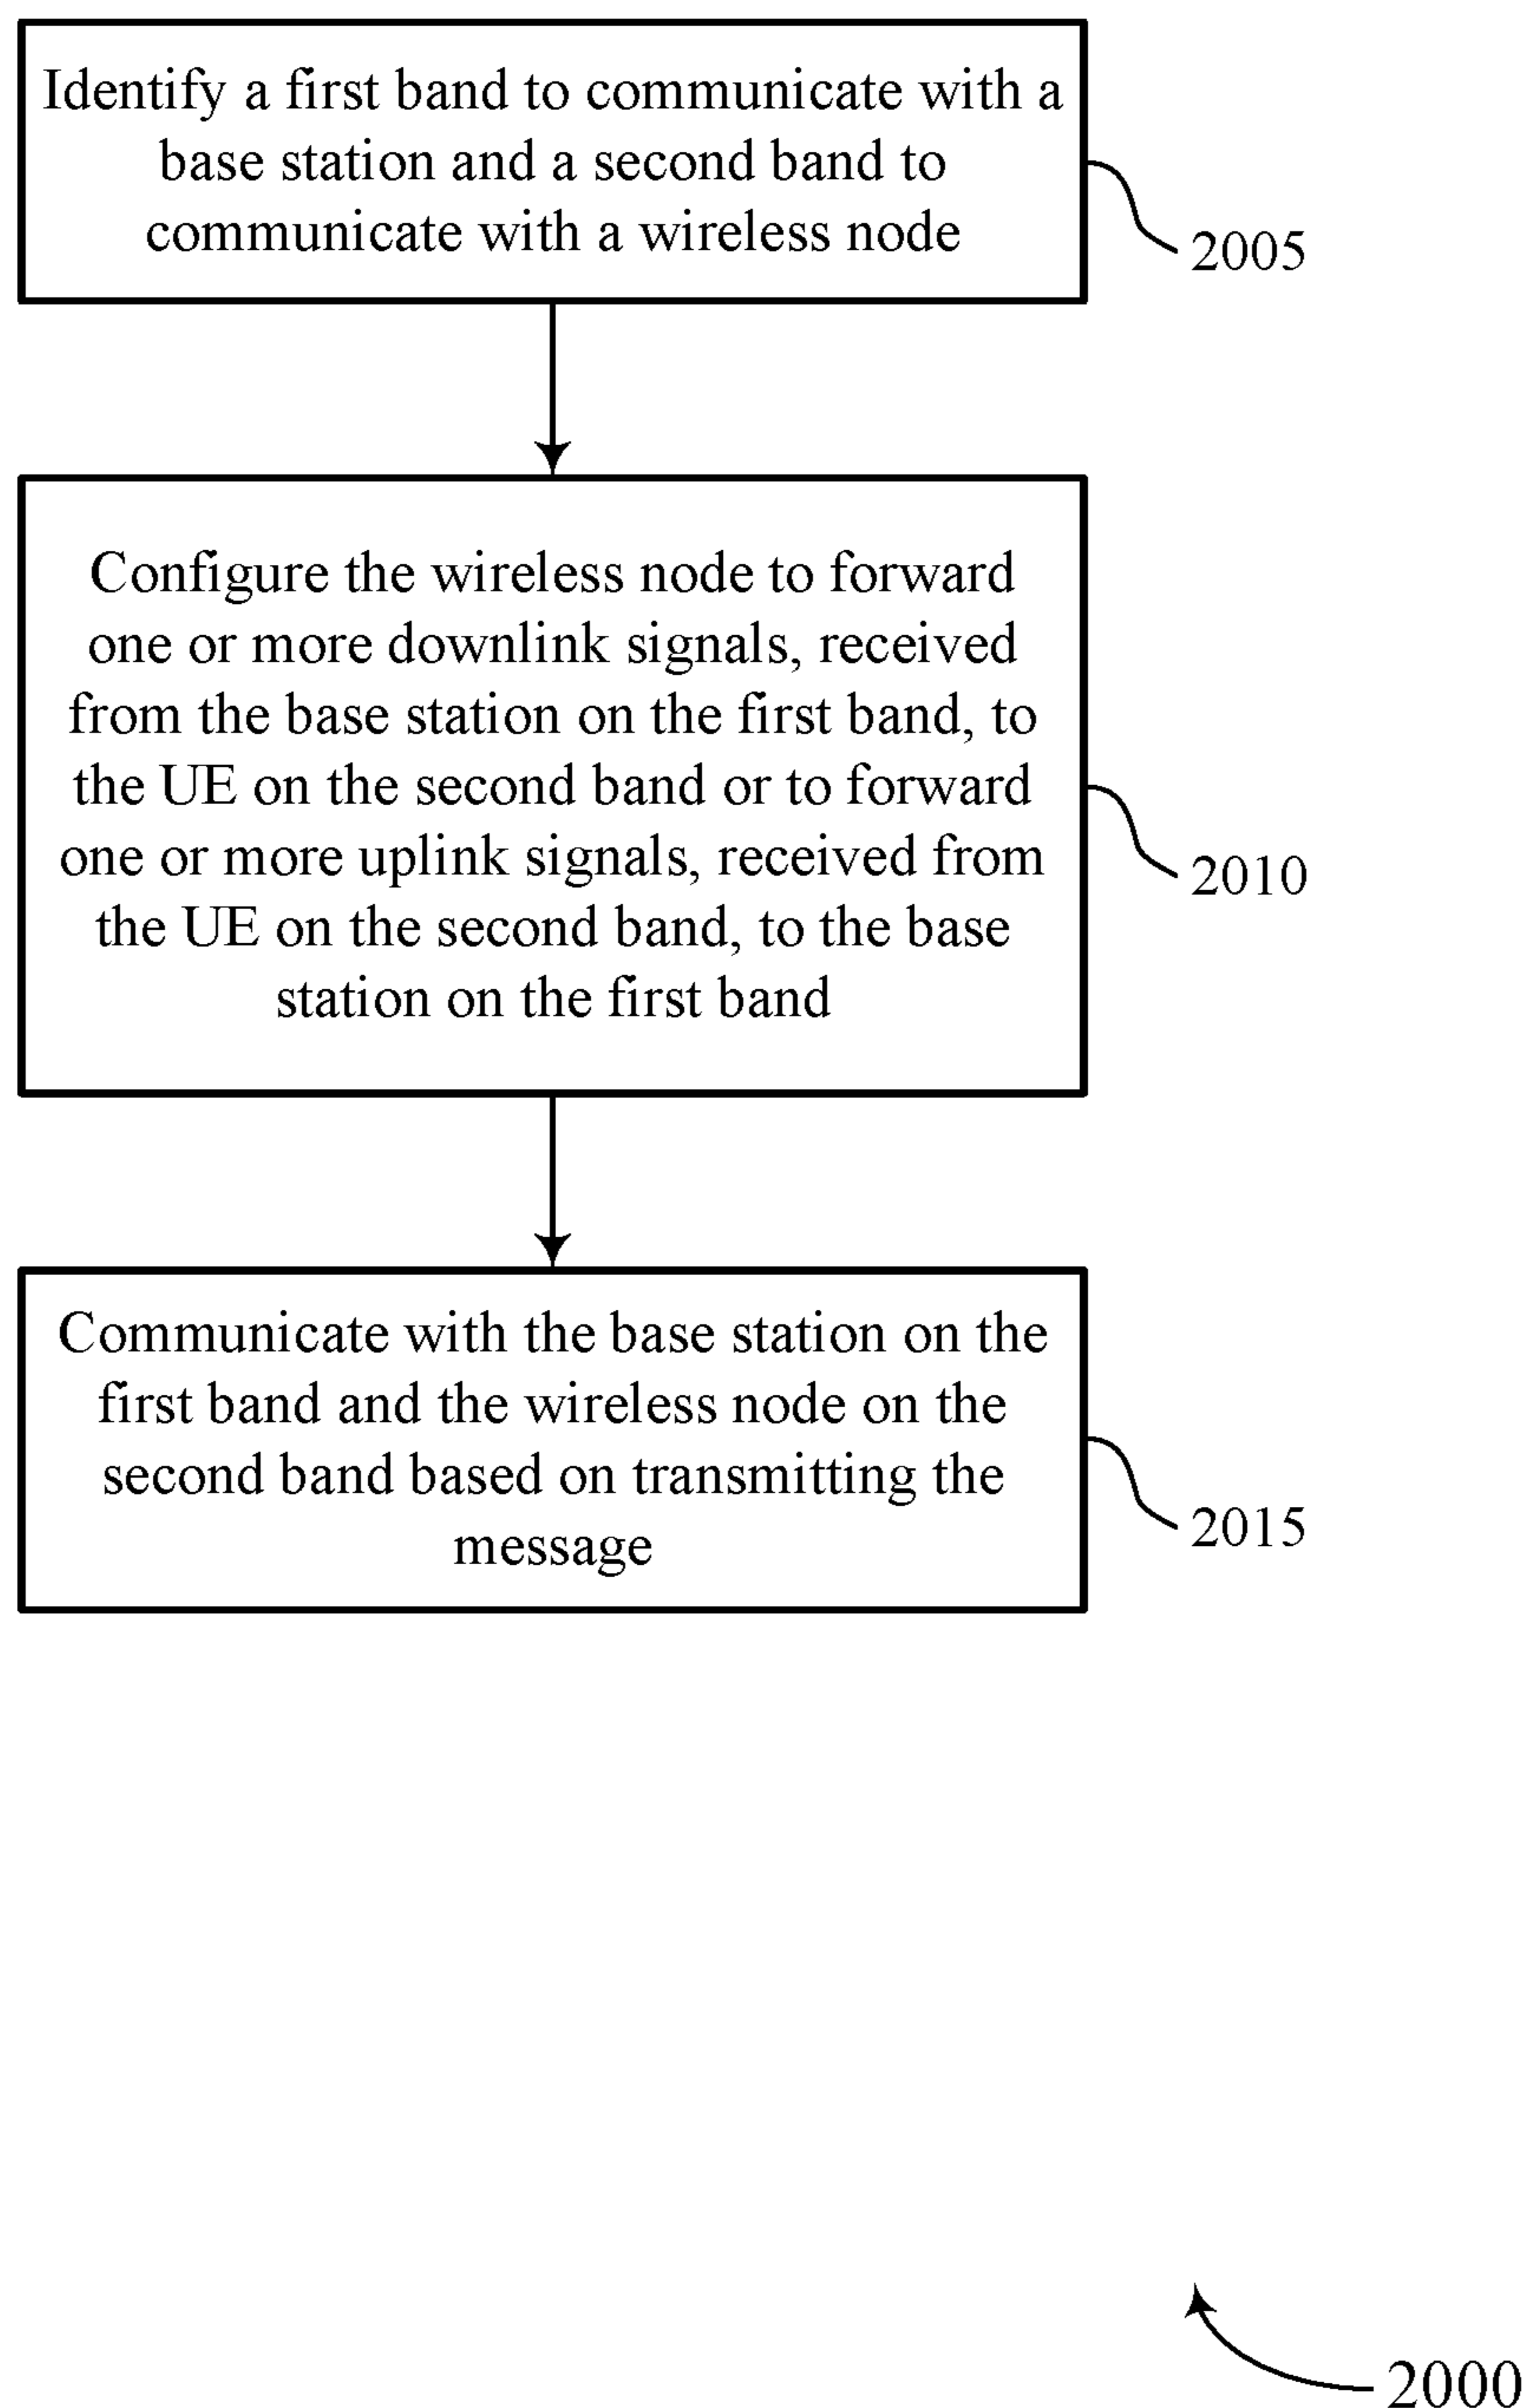 Identify a first band to communicate with a
base station and a second band to
communicate with a wireless node
2005
Configure the wireless node to forward
one or more downlink signals, received
from the base station on the first band, to
the UE on the second band or to forward
one or more uplink signals, received from
the UE on the second band, to the base
station on the first band
2010
Communicate with the base station on the
first band and the wireless node on the
second band based on transmitting the
message
2015
2000